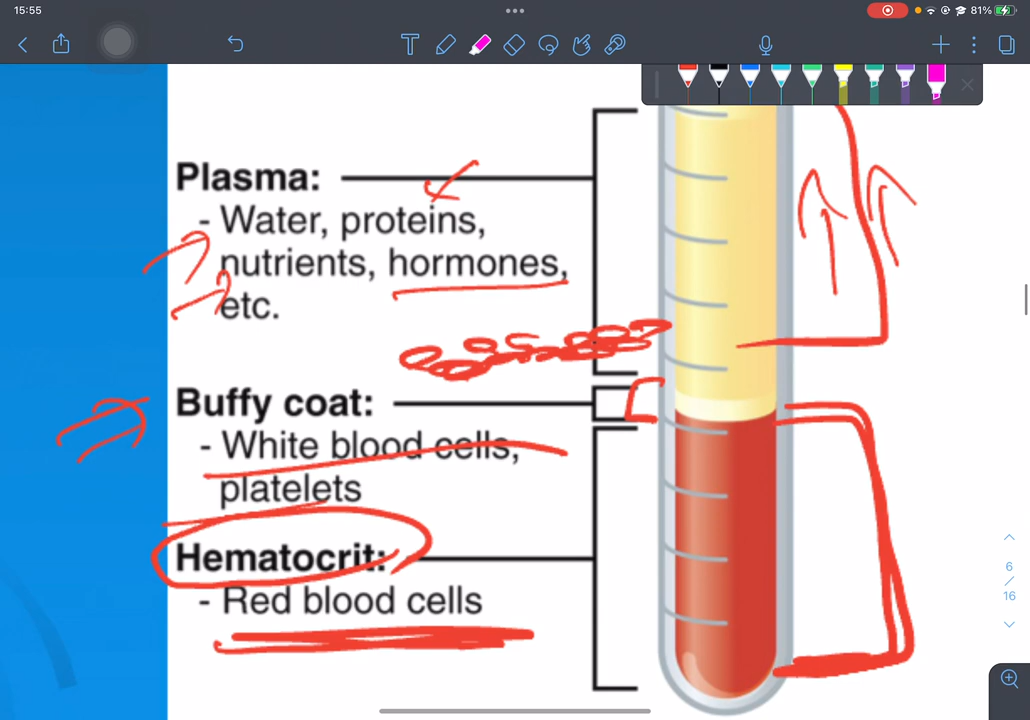 15:55
81%
T
Plasma:
- Water, proteins,
nutrients, hormones,
etc.
Buffy coat:
- White blood cells,
platelets
Hematocrit:
- Red blood cells
6
/
16